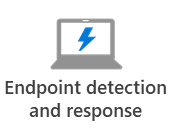 Endpoint detection
and response